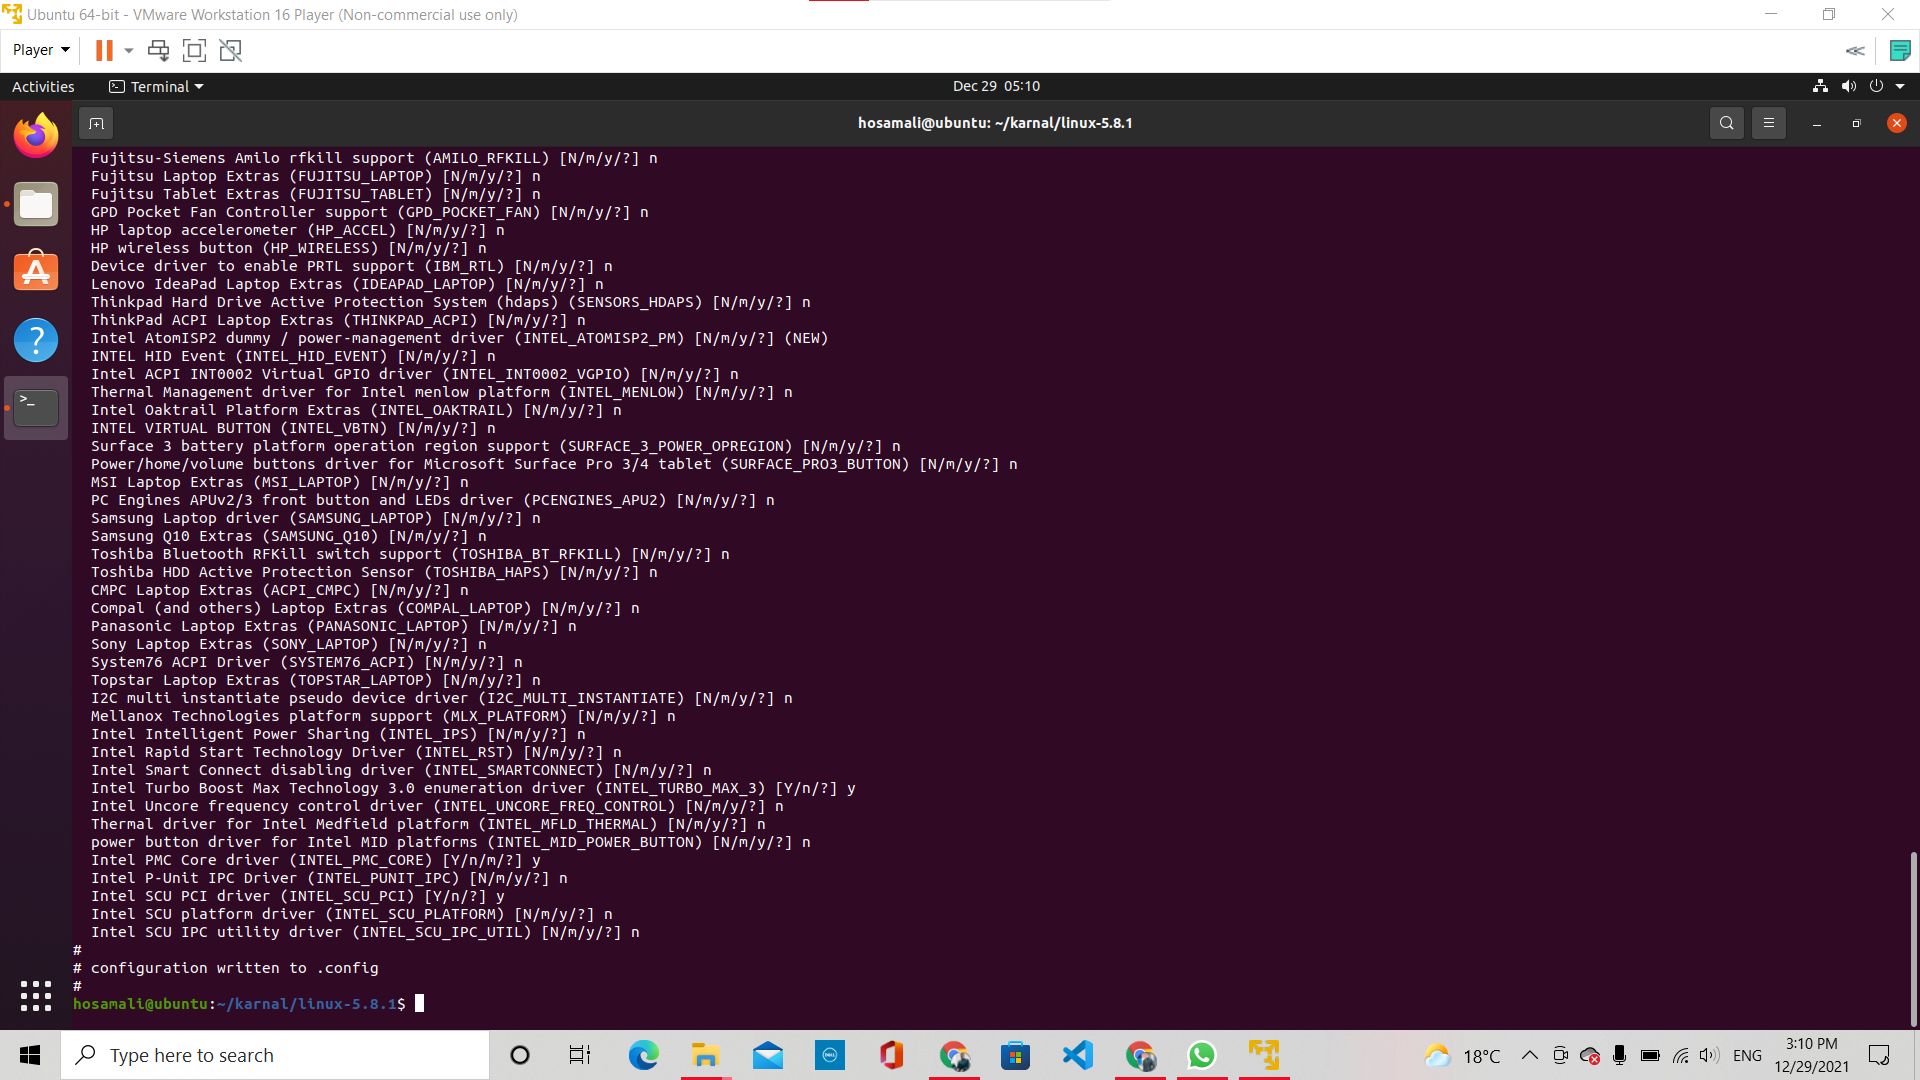 Ubuntu 64-bit - VMware Workstation 16 Player (Non-commercial use only)
Player
Activities
Terminal
Dec 29 05:10
hosamali@ubuntu: ~/karnal/linux-5.8.1
Fujitsu-Siemens Amilo rfkill support (AMILO_RFKILL) [N/m/y/?] n
Fujitsu Laptop Extras (FUJITSU_LAPTOP) [N/m/y/?] n
Fujitsu Tablet Extras (FUJITSU_TABLET) [N/m/y/?] n
GPD Pocket Fan Controller support (GPD_POCKET_FAN) [N/m/y/?] n
HP laptop accelerometer (HP_ACCEL) [N/m/y/?] n
HP wireless button (HP_WIRELESS) [N/m/y/?] n
Device driver to enable PRTL support (IBM_RTL) [N/m/y/?] n
Lenovo IdeaPad Laptop Extras (IDEAPAD_LAPTOP) [N/m/y/?] n
Thinkpad Hard Drive Active Protection System (hdaps) (SENSORS_HDAPS) [N/m/y/?] n
ThinkPad ACPI Laptop Extras (THINKPAD_ACPI) [N/m/y/?] n
Intel AtomISP2 dummy / power-management driver (INTEL_ATOMISP2_PM) [N/m/y/?] (NEW)
INTEL HID Event (INTEL_HID_EVENT) [N/m/y/?] n
Intel ACPI INT0002 Virtual GPIO driver (INTEL_INT0002_VGPIO) [N/m/y/?] n
Thermal Management driver for Intel menlow platform (INTEL_MENLOW) [N/m/y/?] n
Intel Oaktrail Platform Extras (INTEL_OAKTRAIL) [N/m/y/?] n
INTEL VIRTUAL BUTTON (INTEL_VBTN) [N/m/y/?] n
Surface 3 battery platform operation region support (SURFACE_3_POWER_OPREGION) [N/m/y/?] n
Power/home/volume buttons driver for Microsoft Surface Pro 3/4 tablet (SURFACE_PRO3_BUTTON) [N/m/y/?] n
MSI Laptop Extras (MSI_LAPTOP) [N/m/y/?] n
PC Engines APUv2/3 front button and LEDs driver (PCENGINES_APU2) [N/m/y/?] n
Samsung Laptop driver (SAMSUNG_LAPTOP) [N/m/y/?] n
Samsung Q10 Extras (SAMSUNG_Q10) [N/m/y/?] n
Toshiba Bluetooth RFKill switch support (TOSHIBA_BT_RFKILL) [N/m/y/?] n
Toshiba HDD Active Protection Sensor (TOSHIBA_HAPS) [N/m/y/?] n
CMPC Laptop Extras (ACPI_CMPC) [N/m/y/?] n
Compal (and others) Laptop Extras (COMPAL_LAPTOP) [N/m/y/?] n
Panasonic Laptop Extras (PANASONIC_LAPTOP) [N/m/y/?] n
Sony Laptop Extras (SONY_LAPTOP) [N/m/y/?] n
System76 ACPI Driver (SYSTEM76_ACPI) [N/m/y/?] n
Topstar Laptop Extras (TOPSTAR_LAPTOP) [N/m/y/?] n
I2C multi instantiate pseudo device driver (I2C_MULTI_INSTANTIATE) [N/m/y/?] n
Mellanox Technologies platform support (MLX_PLATFORM) [N/m/y/?] n
Intel Intelligent Power Sharing (INTEL_IPS) [N/m/y/?] n
Intel Rapid Start Technology Driver (INTEL_RST) [N/m/y/?] n
Intel Smart Connect disabling driver (INTEL_SMARTCONNECT) [N/m/y/?] n
Intel Turbo Boost Max Technology 3.0 enumeration driver (INTEL_TURBO_MAX_3) [Y/n/?] y
Intel Uncore frequency control driver (INTEL_UNCORE_FREQ_CONTROL) [N/m/y/?] n
Thermal driver for Intel Medfield platform (INTEL_MFLD_THERMAL) [N/m/y/?] n
power button driver for Intel MID platforms (INTEL_MID_POWER_BUTTON) [N/m/y/?] n
Intel PMC Core driver (INTEL_PMC_CORE) [Y/n/m/?] y
Intel P-Unit IPC Driver (INTEL_PUNIT_IPC) [N/m/y/?] n
Intel SCU PCI driver (INTEL_SCU_PCI) [Y/n/?] y
Intel SCU platform driver (INTEL_SCU_PLATFORM) [N/m/y/?] n
Intel SCU IPC utility driver (INTEL_SCU_IPC_UTIL) [N/m/y/?] n
#
# configuration written to .config
#
hosamali@ubuntu:~/karnal/linux-5.8.1$
Type here to search
18°C
ENG
3:10 PM
12/29/2021